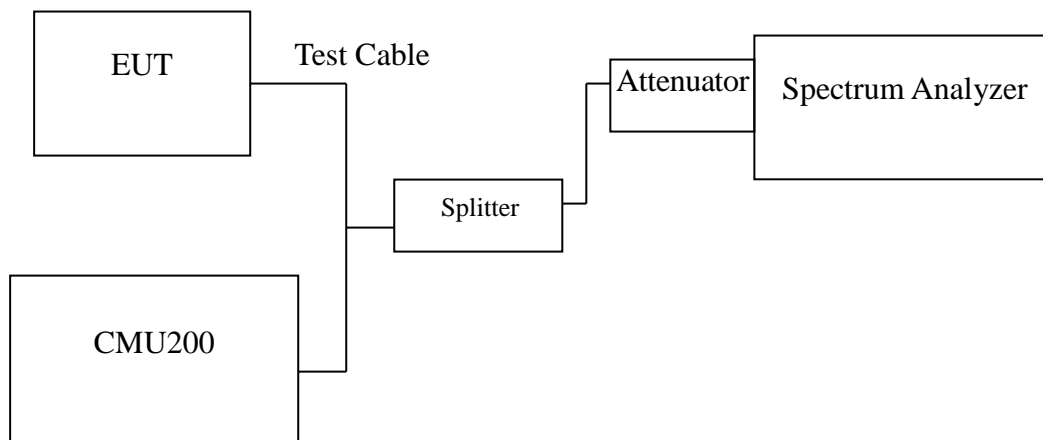 EUT
Test Cable
Attenuator
Spectrum Analyzer
Splitter
CMU200